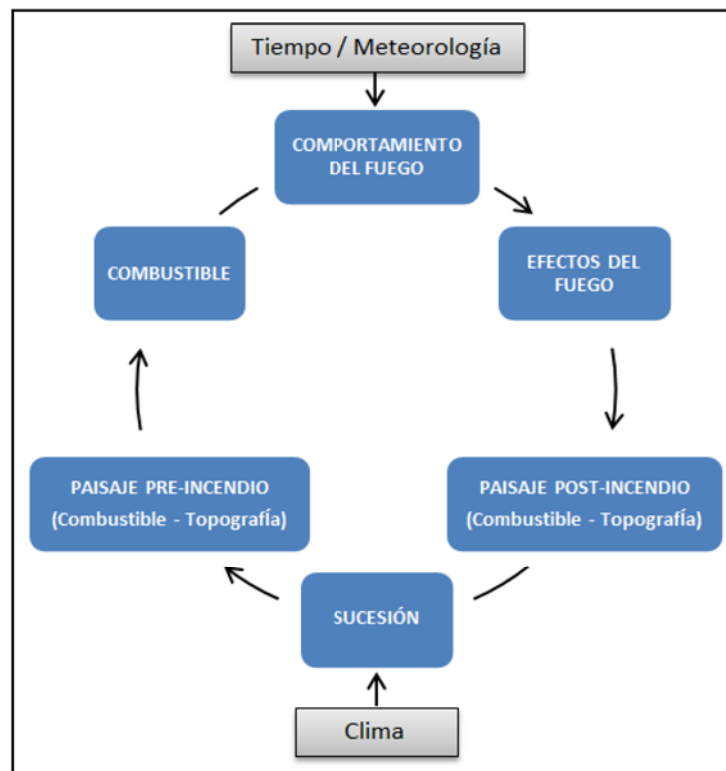 Tiempo / Meteorología
COMPORTAMIENTO
DEL FUEGO
COMBUSTIBLE
EFECTOS DEL
FUEGO
PAISAJE PRE-INCENDIO
(Combustible - Topografía)
PAISAJE POST-INCENDIO
(Combustible - Topografía)
SUCESIÓN
Clima